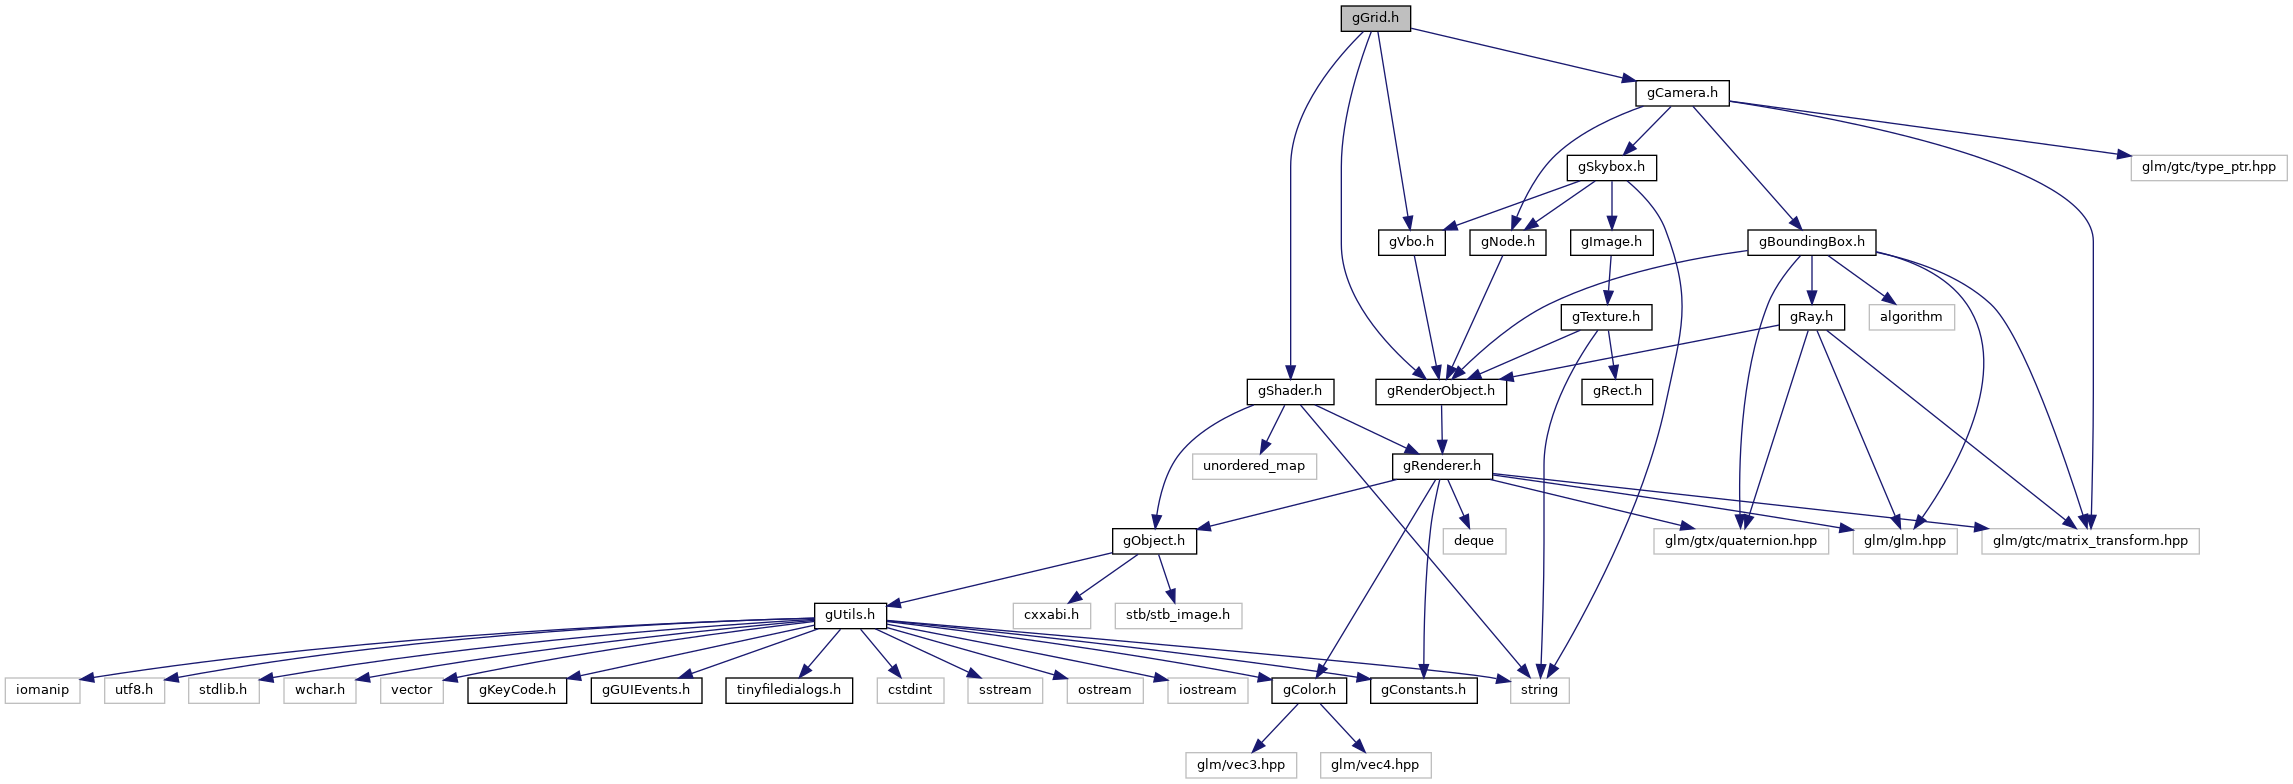 gGrid.h
gCamera.h
gSkybox.h
glm/gtc/type_ptr.hpp
gVbo.h
gNode.h
gImage.h
gBoundingBox.h
gTexture.h
gRay.h
algorithm
gShader.h
gRenderObject.h
gRect.h
unordered_map
gRenderer.h
gObject.h
deque
glm/gtx/quaternion.hpp
glm/glm.hpp
glm/gtc/matrix_transform.hpp
gUtils.h
cxxabi.h
stb/stb_image.h
iomanip
utf8.h
stdlib.h
wchar.h
vector
gKeyCode.h
gGUIEvents.h
tinyfiledialogs.h
cstdint
sstream
ostream
iostream
gColor.h
gConstants.h
string
glm/vec3.hpp
glm/vec4.hpp